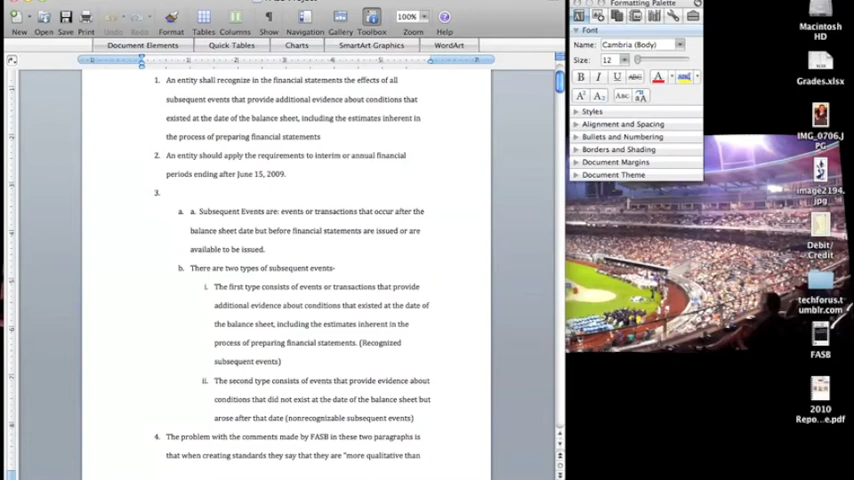 Formatting Palette
New Open Save Print Format Tables Columns Show Navigation Gallery Toolbox Zoom Help
100%
Document Elements Quick Tables Charts SmartArt Graphics WordArt
Font
Name: Cambria (Body)
Size: 12
Styles
Alignment and Spacing
Bullets and Numbering
Borders and Shading
Document Margins
Document Theme
1. An entity shall recognize in the financial statements the effects of all
subsequent events that provide additional evidence about conditions that
existed at the date of the balance sheet, including the estimates inherent in
the process of preparing financial statements
2. An entity should apply the requirements to interim or annual financial
periods ending after June 15, 2009.
3.
a. a. Subsequent Events are: events or transactions that occur after the
balance sheet date but before financial statements are issued or are
available to be issued.
b. There are two types of subsequent events-
i. The first type consists of events or transactions that provide
additional evidence about conditions that existed at the date of
the balance sheet, including the estimates inherent in the
process of preparing financial statements. (Recognized
subsequent events)
ii. The second type consists of events that provide evidence about
conditions that did not exist at the date of the balance sheet but
arose after that date (nonrecognizable subsequent events)
4. The problem with the comments made by FASB in these two paragraphs is
that when creating standards they say that they are "more qualitative than
Macintosh
HD
Grades.xlsx
IMG_0706.J
PG
image2194.
jpg
Debit/
Credit
techforus.t
umblr.com
FASB
2010
Repo...e.pdf